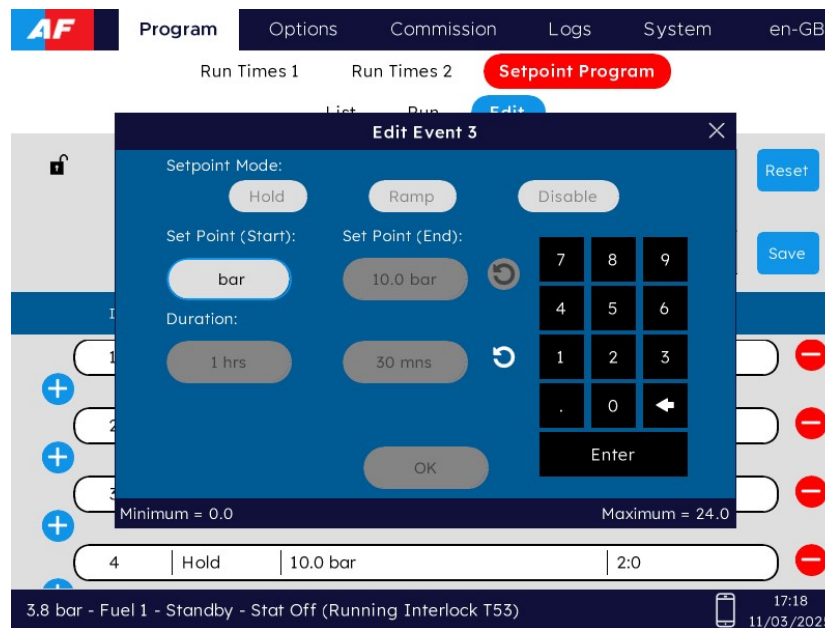 AF Program Options Commission Logs System en-GB
Run Times 1 Run Times 2 Setpoint Program
Edit Event 3
Setpoint Mode:
Reset
Hold Ramp Disable
Set Point (Start): Set Point (End):
7 8 9
Save
bar 10.0 bar
4 5 6
Duration:
1 hrs 30 mns 1 2 3
. 0
Enter
OK
Minimum = 0.0 Maximum = 24.0
4 Hold 10.0 bar 2:0
3.8 bar - Fuel 1 - Standby - Stat Off (Running Interlock T53) 17:18
11/03/202